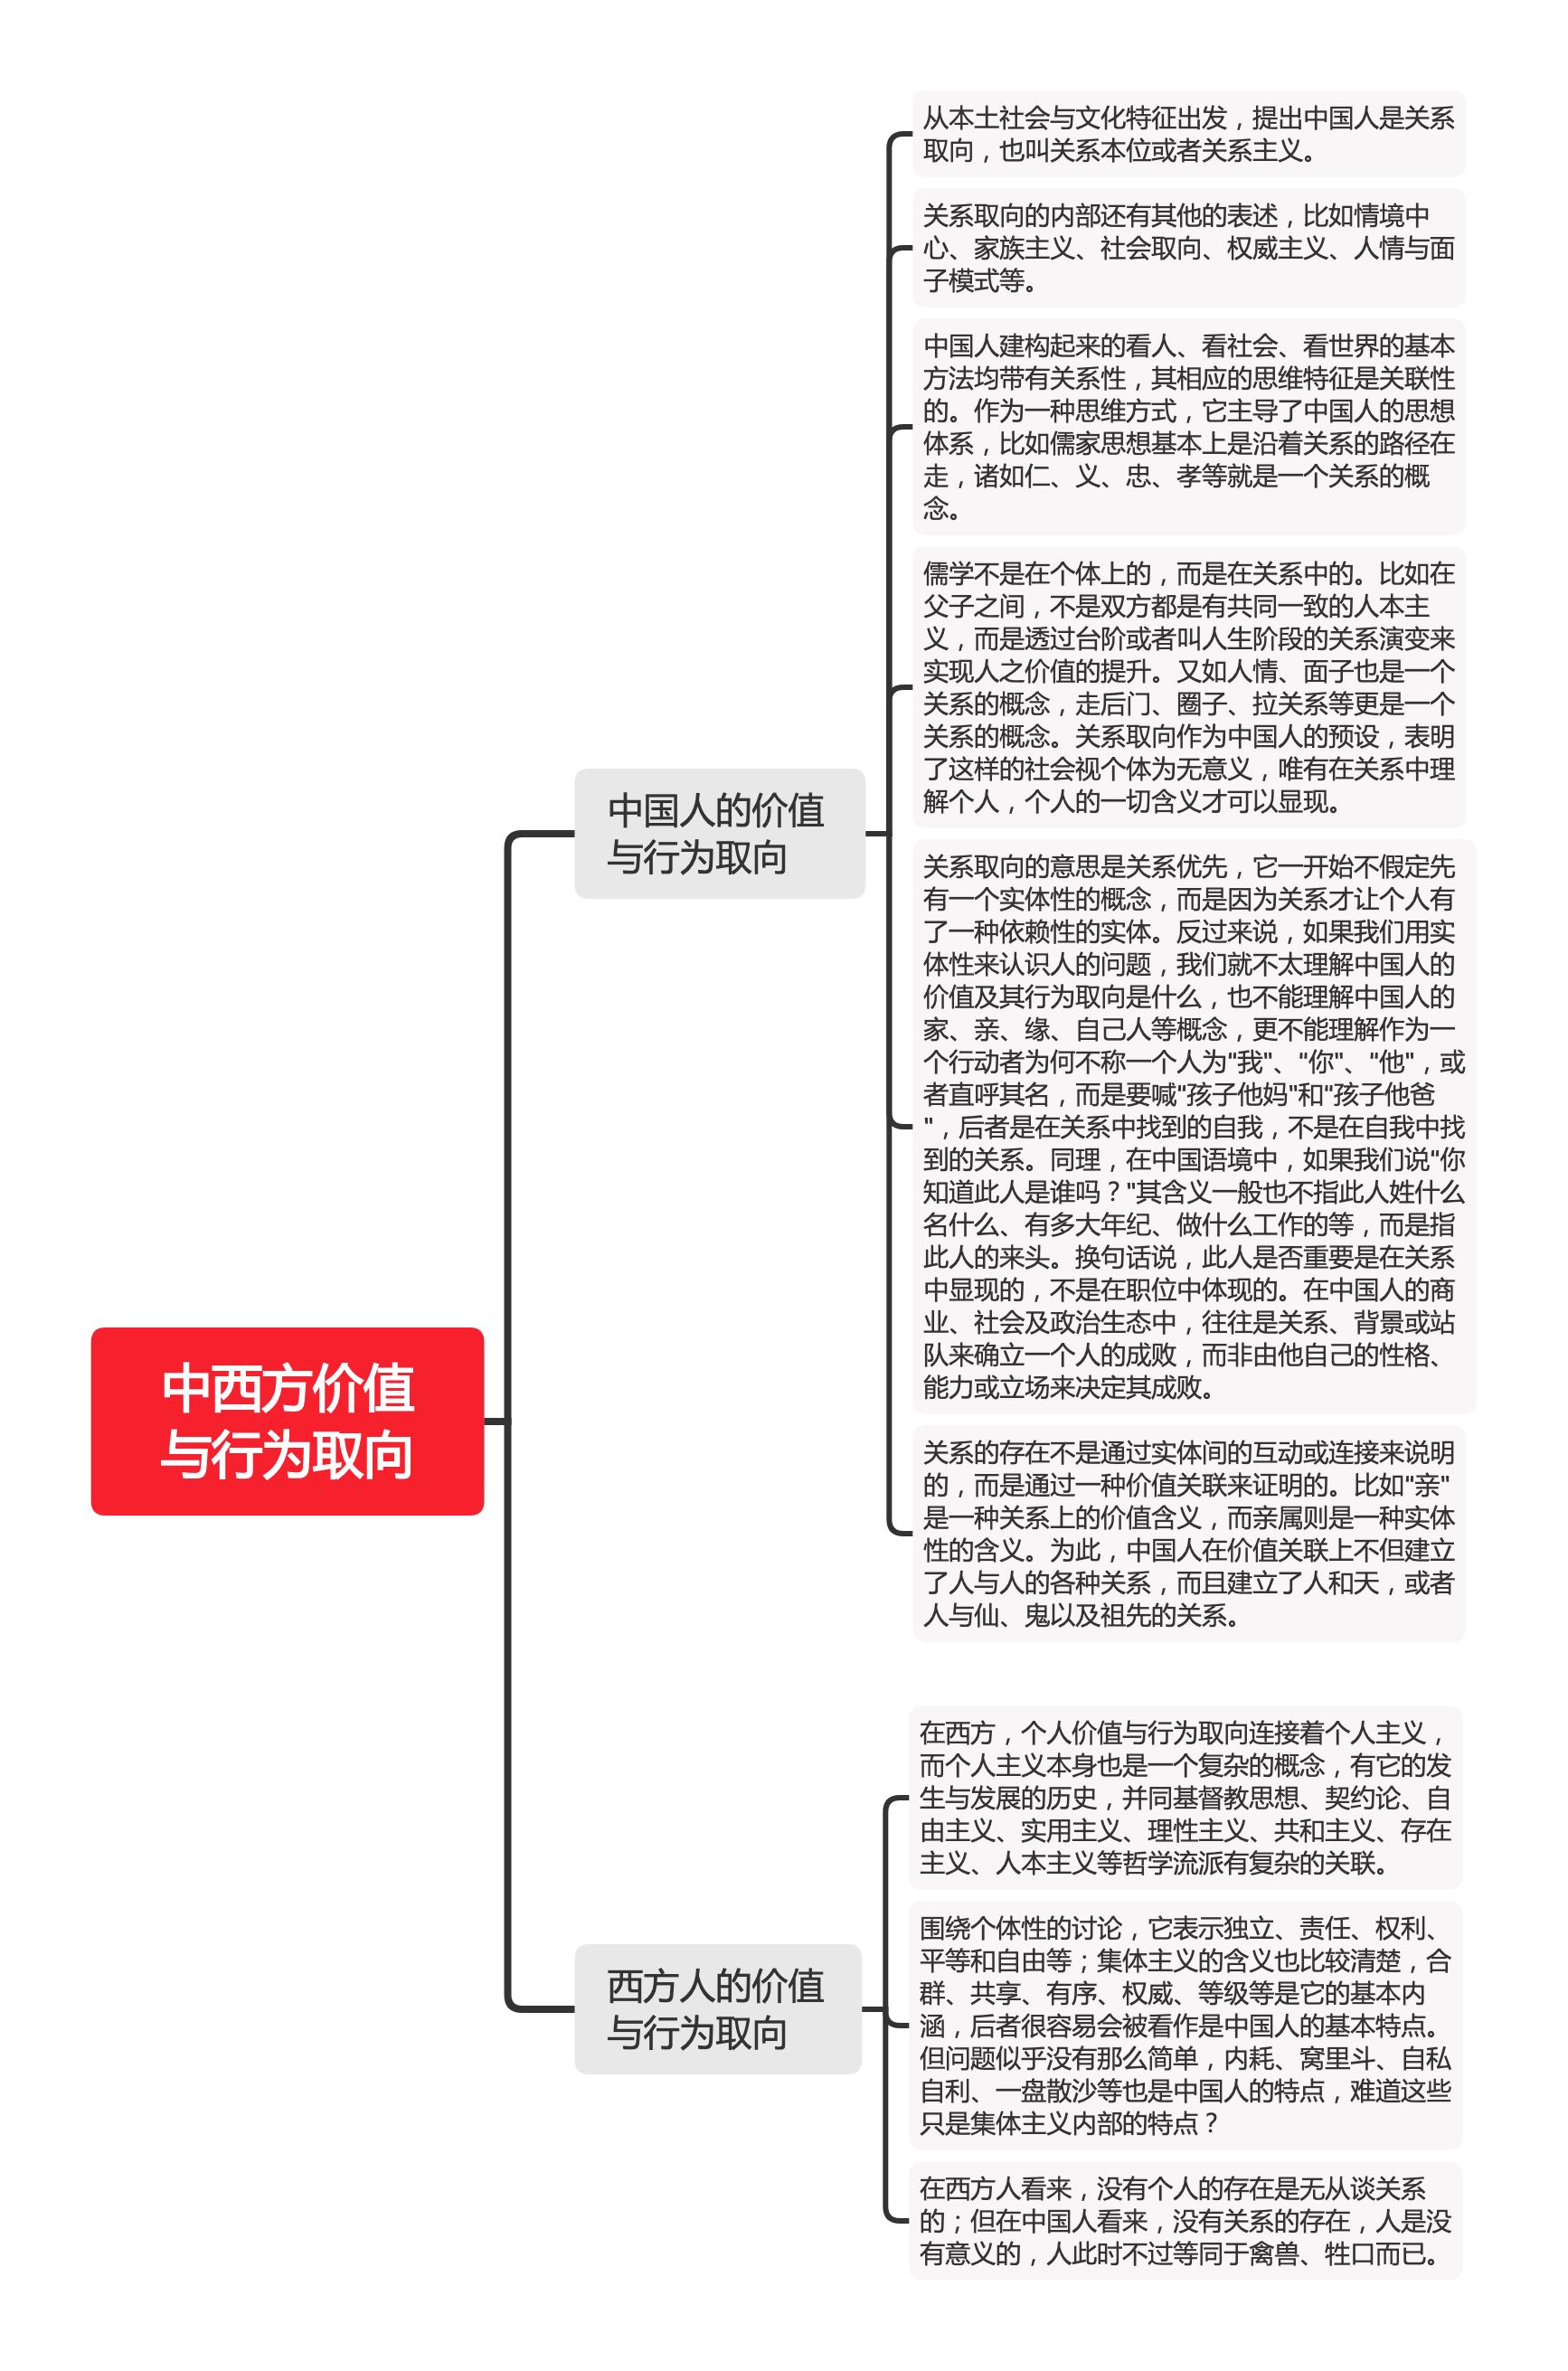 中西方价值
与行为取向
中国人的价值
与行为取向
从本土社会与文化特征出发，提出中国人是关系
取向，也叫关系本位或者关系主义。
关系取向的内部还有其他的表述，比如情境中
心、家族主义、社会取向、权威主义、人情与面
子模式等。
中国人建构起来的看人、看社会、看世界的基本
方法均带有关系性，其相应的思维特征是关联性
的。作为一种思维方式，它主导了中国人的思想
体系，比如儒家思想基本上是沿着关系的路径在
走，诸如仁、义、忠、孝等就是一个关系的概
念。
儒学不是在个体上的，而是在关系中的。比如在
父子之间，不是双方都是有共同一致的人本主
义，而是透过台阶或者叫人生阶段的关系演变来
实现人之价值的提升。又如人情、面子也是一个
关系的概念，走后门、圈子、拉关系等更是一个
关系的概念。关系取向作为中国人的预设，表明
了这样的社会视个体为无意义，唯有在关系中理
解个人，个人的一切含义才可以显现。
关系取向的意思是关系优先，它一开始不假定先
有一个实体性的概念，而是因为关系才让个人有
了一种依赖性的实体。反过来说，如果我们用实
体性来认识人的问题，我们就不太理解中国人的
价值及其行为取向是什么，也不能理解中国人的
家、亲、缘、自己人等概念，更不能理解作为一
个行动者为何不称一个人为"我"、"你"、"他"，或
者直呼其名，而是要喊"孩子他妈"和"孩子他爸
"，后者是在关系中找到的自我，不是在自我中找
到的关系。同理，在中国语境中，如果我们说"你
知道此人是谁吗？"其含义一般也不指此人姓什么
名什么、有多大年纪、做什么工作的等，而是指
此人的来头。换句话说，此人是否重要是在关系
中显现的，不是在职位中体现的。在中国人的商
业、社会及政治生态中，往往是关系、背景或站
队来确立一个人的成败，而非由他自己的性格、
能力或立场来决定其成败。
关系的存在不是通过实体间的互动或连接来说明
的，而是通过一种价值关联来证明的。比如"亲"
是一种关系上的价值含义，而亲属则是一种实体
性的含义。为此，中国人在价值关联上不但建立
了人与人的各种关系，而且建立了人和天，或者
人与仙、鬼以及祖先的关系。
西方人的价值
与行为取向
在西方，个人价值与行为取向连接着个人主义，
而个人主义本身也是一个复杂的概念，有它的发
生与发展的历史，并同基督教思想、契约论、自
由主义、实用主义、理性主义、共和主义、存在
主义、人本主义等哲学流派有复杂的关联。
围绕个体性的讨论，它表示独立、责任、权利、
平等和自由等；集体主义的含义也比较清楚，合
群、共享、有序、权威、等级等是它的基本内
涵，后者很容易会被看作是中国人的基本特点。
但问题似乎没有那么简单，内耗、窝里斗、自私
自利、一盘散沙等也是中国人的特点，难道这些
只是集体主义内部的特点？
在西方人看来，没有个人的存在是无从谈关系
的；但在中国人看来，没有关系的存在，人是没
有意义的，人此时不过等同于禽兽、牲口而已。